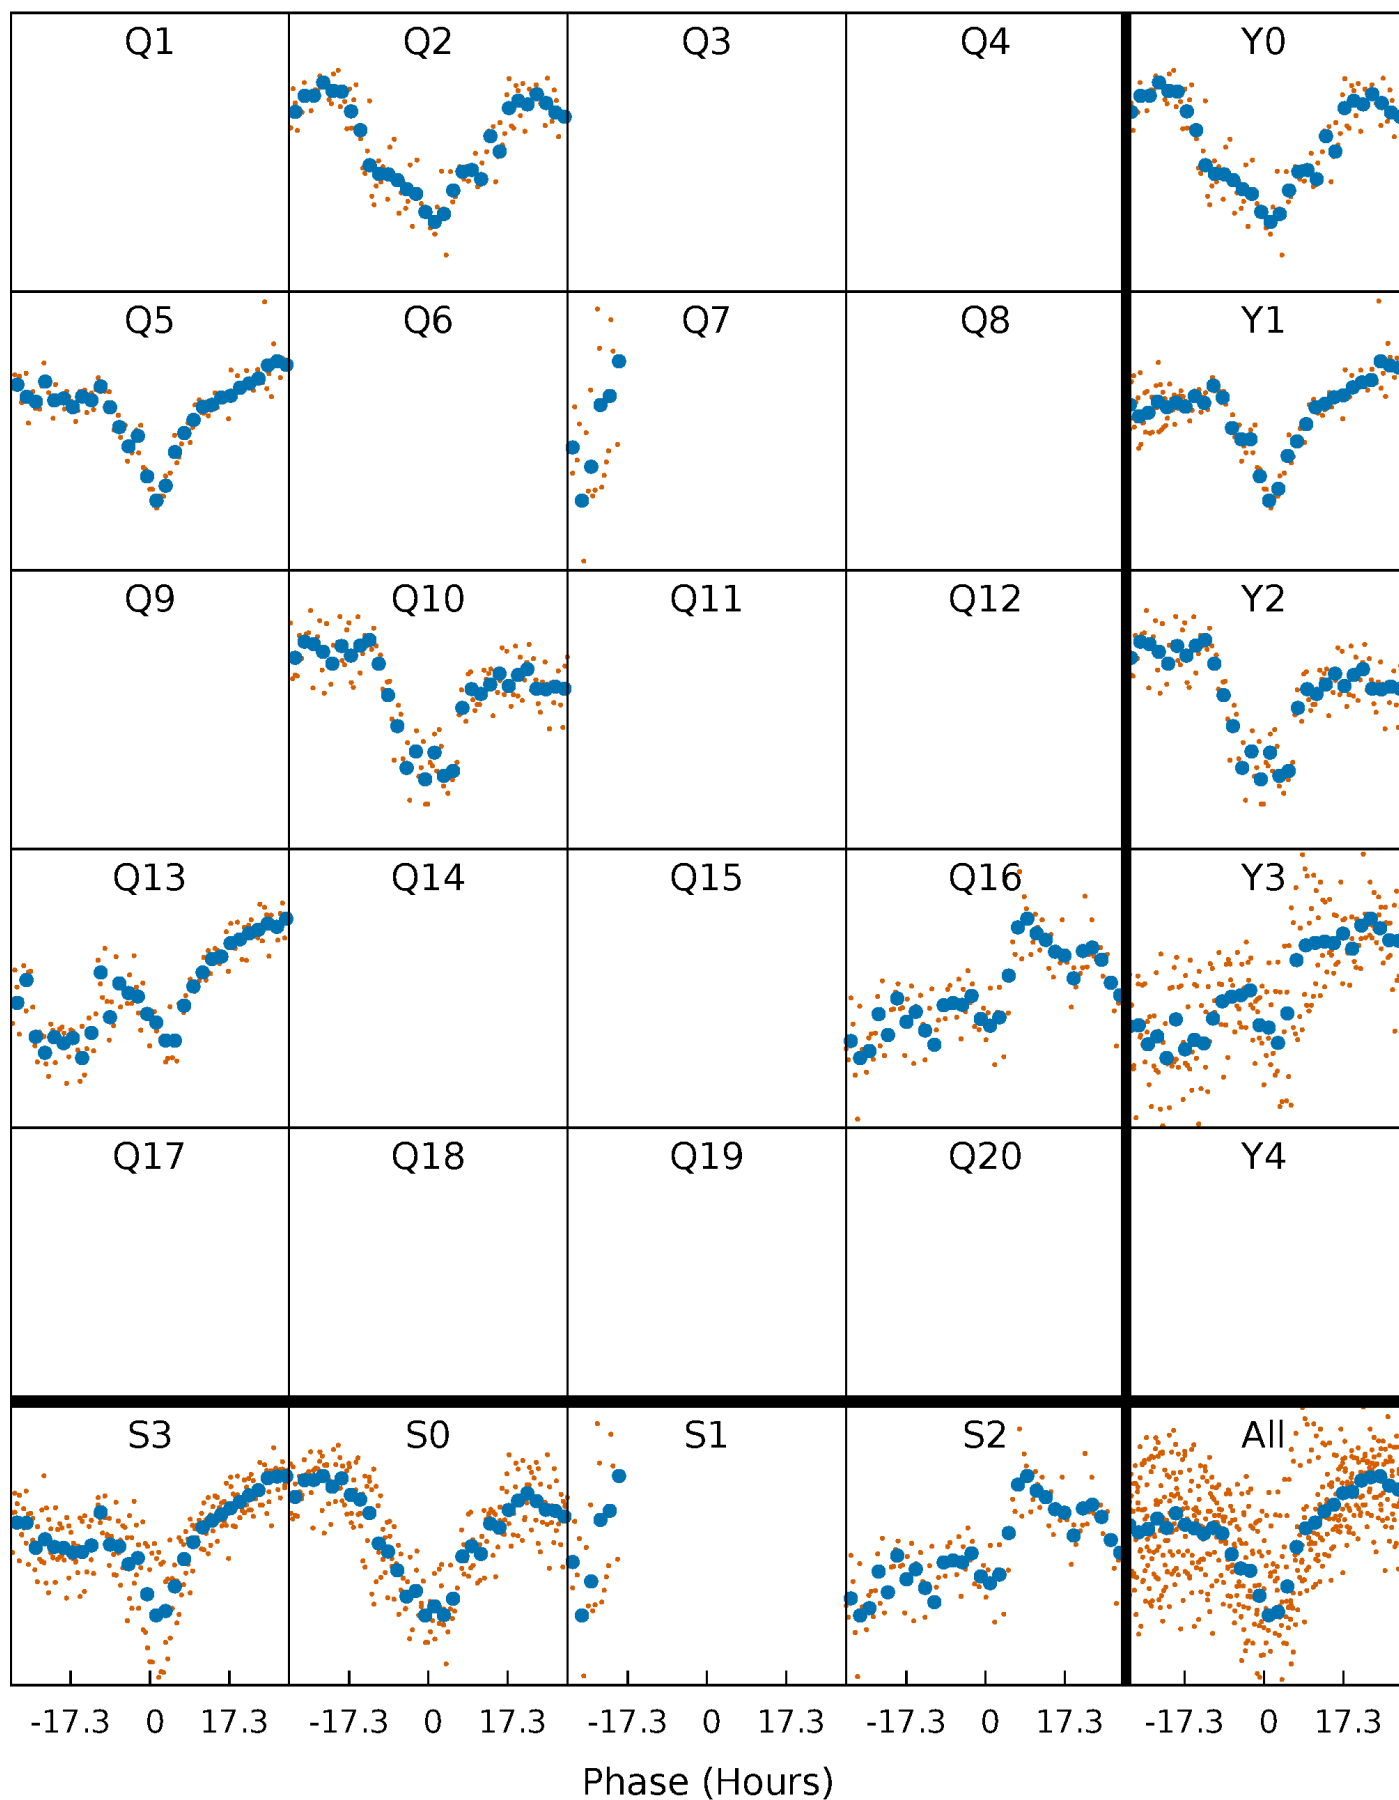 Q1 Q2 Q3 Q4 Y0
Q5 Q6 Q7 Q8 Y1
Q9 Q10 Q11 Q12 Y2
Q13 Q14 Q15 Q16 Y3
Q17 Q18 Q19 Q20 Y4
S3 S0 S1 S2 All
-17.3 0 17.3 -17.3 0 17.3 -17.3 0 17.3 -17.3 0 17.3 -17.3 0 17.3
Phase (Hours)